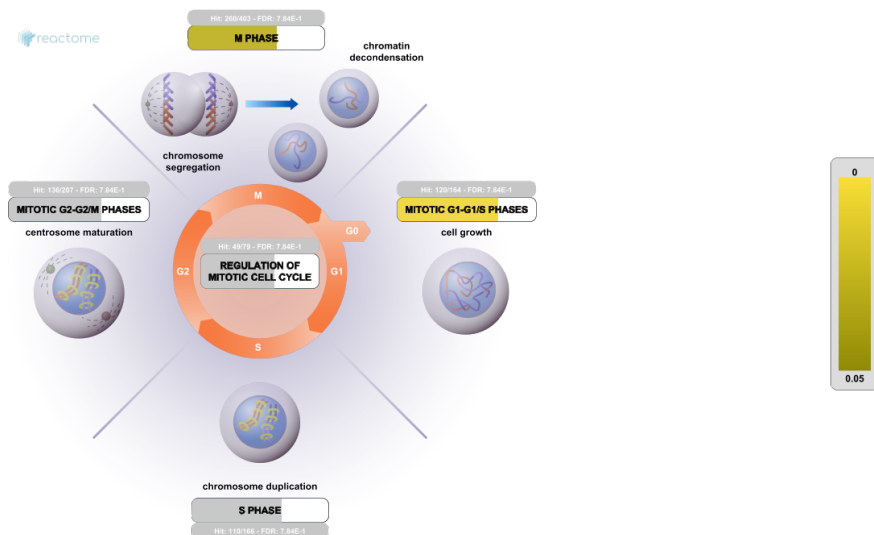 Hit: 260/403 - FDR: 7.84E-1
M PHASE
reactome
chromatin
decondensation
chromosome
segregation
Hit: 136/207 - FDR: 7.84E-1
MITOTIC G2-G2/M PHASES
centrosome maturation
Hit: 120/164 - FDR: 7.84E-1
MITOTIC G1-G1/S PHASES
cell growth
M
G0
G2
G1
S
Hit: 49/79 - FDR: 7.84E-1
REGULATION OF
MITOTIC CELL CYCLE
chromosome duplication
S PHASE
Hit: 110/166 - FDR: 7.84E-1
0
0.05